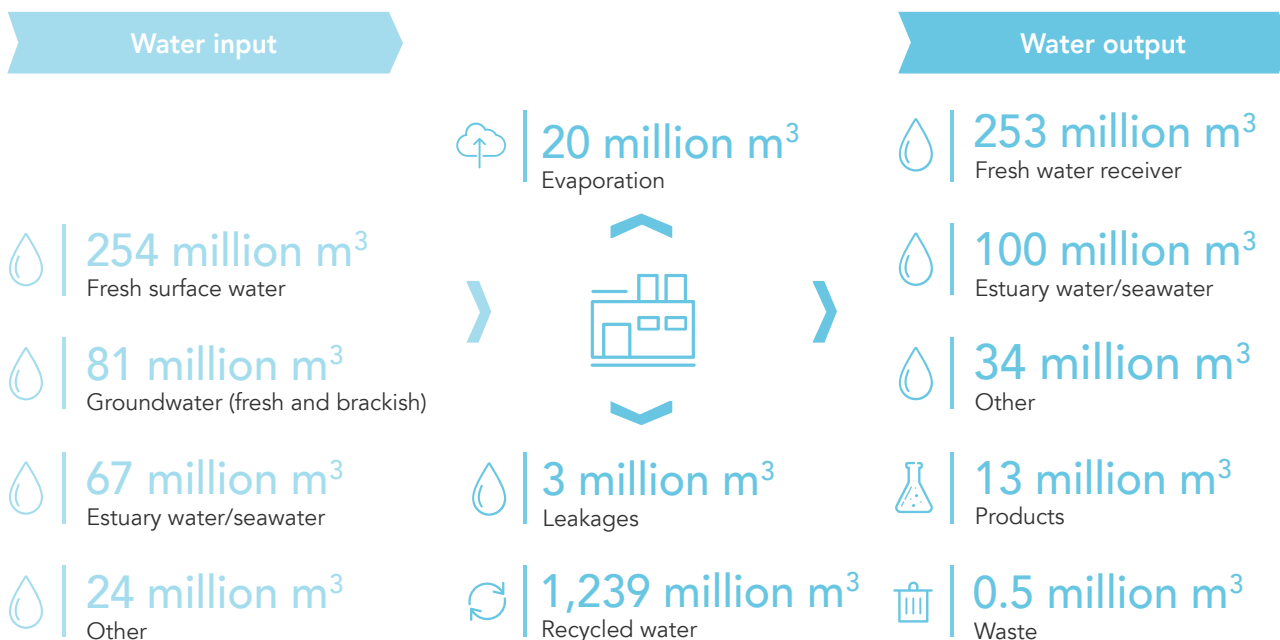 Water input
254 million m³
Fresh surface water
81 million m³
Groundwater (fresh and brackish)
67 million m³
Estuary water/seawater
24 million m³
Other
20 million m³
Evaporation
3 million m³
Leakages
1,239 million m³
Recycled water
Water output
253 million m³
Fresh water receiver
100 million m³
Estuary water/seawater
34 million m³
Other
13 million m³
Products
0.5 million m³
Waste